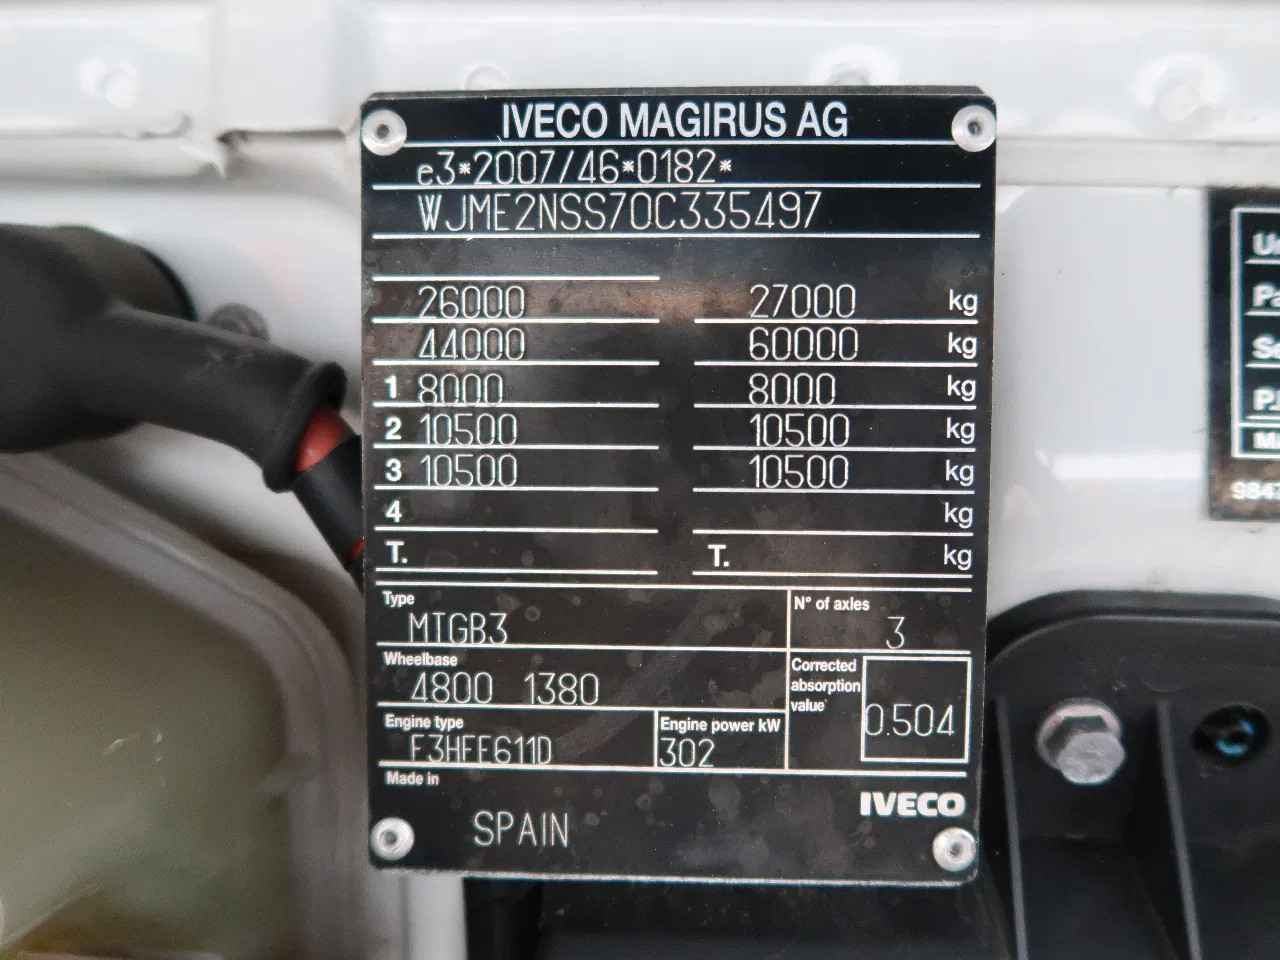 IVECO MAGIRUS AG
e3*2007/46*0182*
WJME2NSS70C335497
26000 27000 kg
44000 60000 kg
1 8000 8000 kg
2 10500 10500 kg
3 10500 10500 kg
4 kg
T. T. kg
Type N° of axles
MTGB3 3
Wheelbase Corrected absorption value
4800 1380 0.504
Engine type Engine power kW
F3HFE611D 302
Made in
IVECO
SPAIN